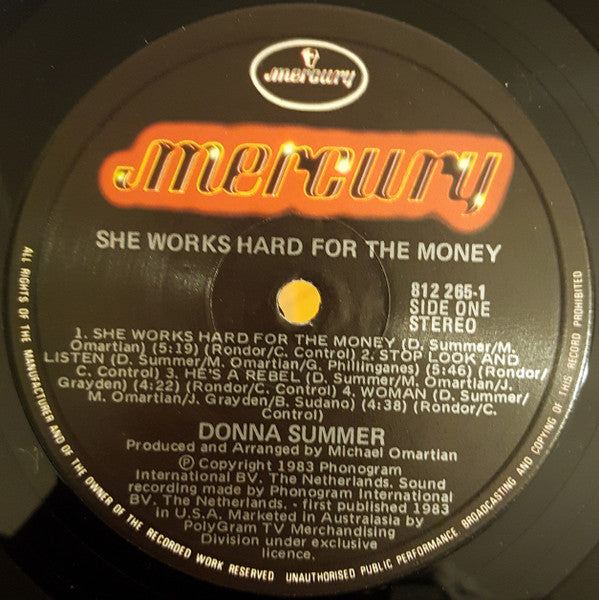 mercury
mercury
SHE WORKS HARD FOR THE MONEY
812 265-1
SIDE ONE
STEREO
1. SHE WORKS HARD FOR THE MONEY (D. Summer/M.
Omartian) (5:19) (Rondor/C. Control) 2. STOP LOOK AND
LISTEN (D. Summer/M. Omartian/G. Phillinganes) (5:46) (Rondor/
C. Control) 3. HE'S A REBEL (D. Summer/M. Omartian/J.
Grayden) (4:22) (Rondor/C. Control) 4. WOMAN (D. Summer/
M. Omartian/J. Grayden/B. Sudano) (4:38) (Rondor/C.
Control)
DONNA SUMMER
Produced and Arranged by Michael Omartian
℗ Copyright 1983 Phonogram
International BV. The Netherlands. Sound
recording made by Phonogram International
BV. The Netherlands. - first published 1983
in U.S.A. Marketed in Australasia by
PolyGram TV Merchandising
Division under exclusive
licence.
ALL RIGHTS OF THE MANUFACTURER AND OF THE OWNER OF THE RECORDED WORK RESERVED UNAUTHORISED PUBLIC PERFORMANCE BROADCASTING AND COPYING OF THIS RECORD PROHIBITED